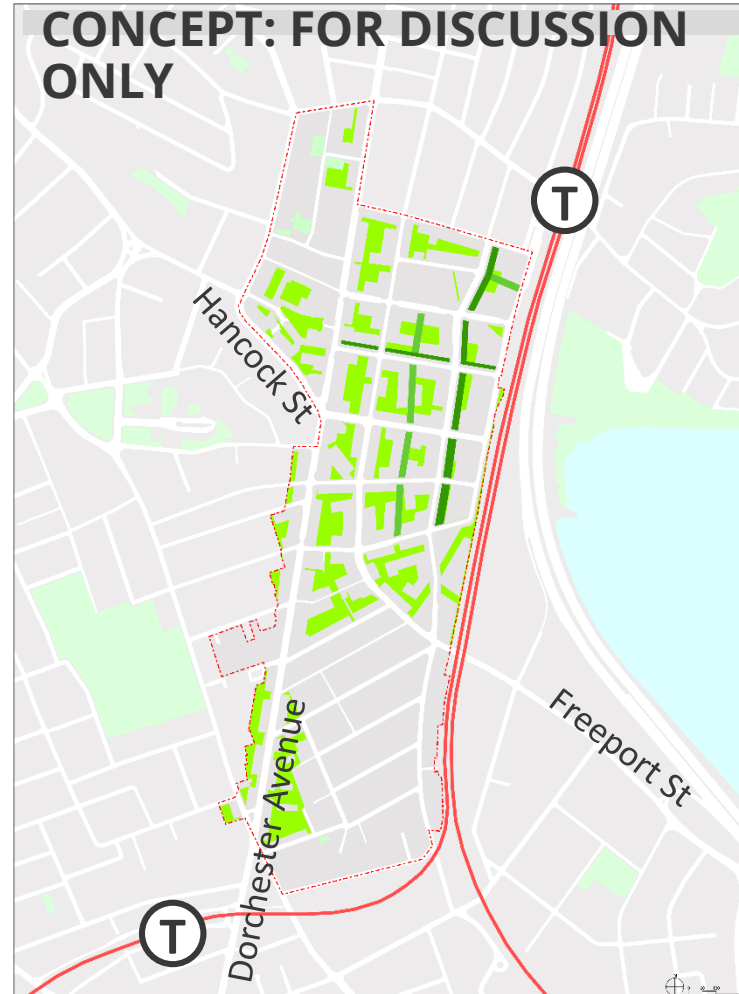 CONCEPT: FOR DISCUSSION
ONLY
T
Hancock St
Freeport St
Dorchester Avenue
T